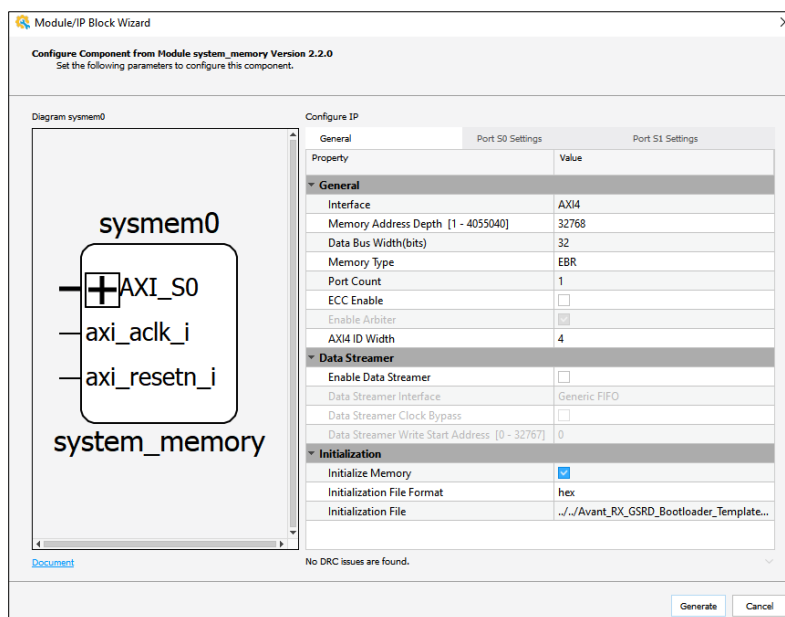 Module/IP Block Wizard
Configure Component from Module system_memory Version 2.2.0
Set the following parameters to configure this component.
Diagram sysmem0
Configure IP
General Port S0 Settings Port S1 Settings
Property Value
General
Interface AXI4
Memory Address Depth [1 - 4055040] 32768
Data Bus Width(bits) 32
Memory Type EBR
Port Count 1
ECC Enable
Enable Arbiter
AXI4 ID Width 4
Data Streamer
Enable Data Streamer
Data Streamer Interface Generic FIFO
Data Streamer Clock Bypass
Data Streamer Write Start Address [0 - 32767] 0
Initialization
Initialize Memory
Initialization File Format hex
Initialization File ../../Avant_RX_GSRD_Bootloader_Template...
sysmem0
AXI_S0
axi_aclk_i
axi_resetn_i
system_memory
Document
No DRC issues are found.
Generate Cancel